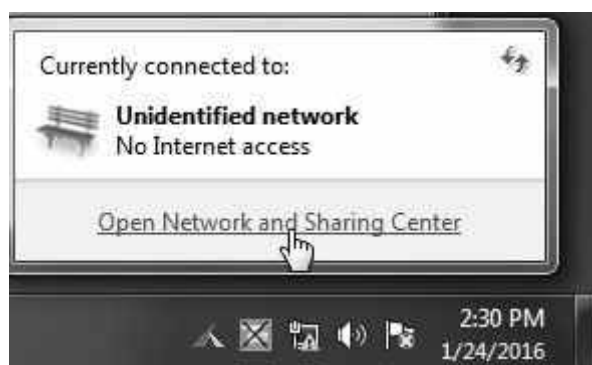 Currently connected to:
Unidentified network
No Internet access
Open Network and Sharing Center
2:30 PM
1/24/2016